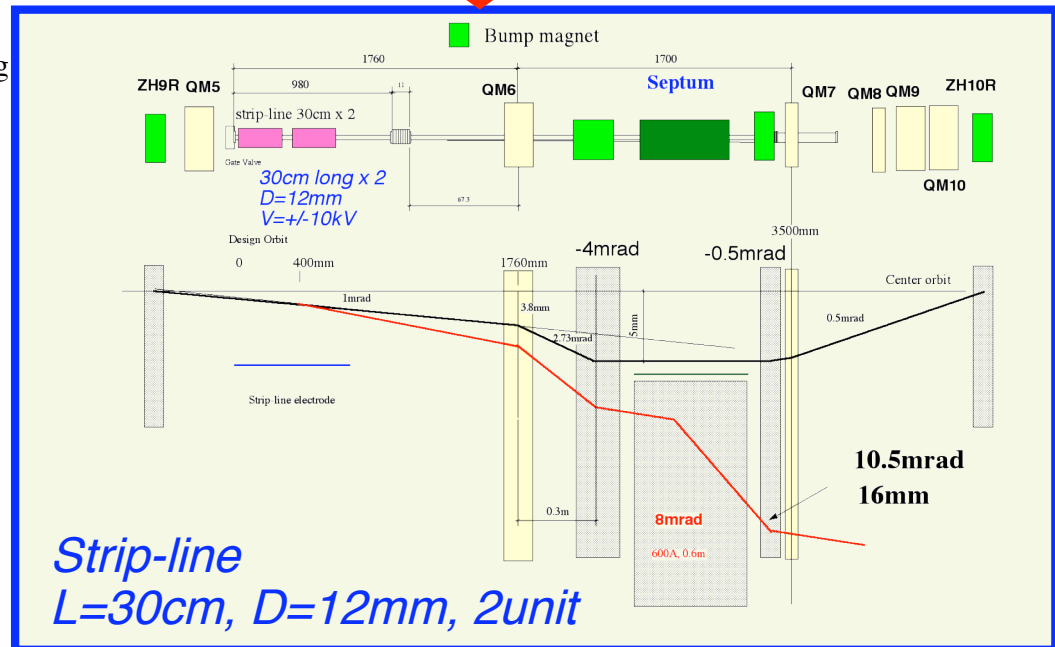 g
Bump magnet
1760
1700
980
11
ZH9R
QM5
QM6
Septum
QM7
QM8
QM9
ZH10R
strip-line 30cm x 2
Gate Valve
QM10
30cm long x 2
D=12mm
V=+/-10kV
67.3
Design Orbit
0
400mm
1760mm
-4mrad
-0.5mrad
3500mm
Center orbit
1mrad
3.8mm
2.73mrad
5mm
0.5mrad
Strip-line electrode
10.5mrad
16mm
0.3m
8mrad
600A, 0.6m
Strip-line
L=30cm, D=12mm, 2unit